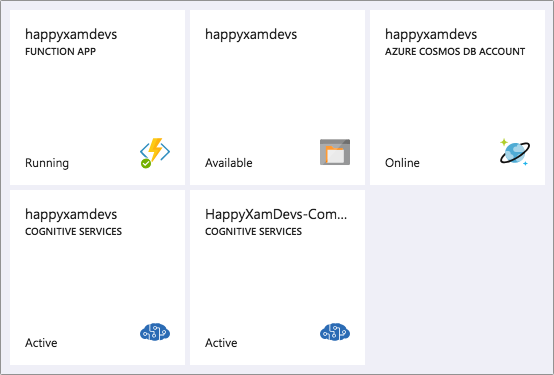 happyxamdevs
FUNCTION APP
Running
happyxamdevs
Available
happyxamdevs
AZURE COSMOS DB ACCOUNT
Online
happyxamdevs
COGNITIVE SERVICES
Active
HappyXamDevs-Com...
COGNITIVE SERVICES
Active